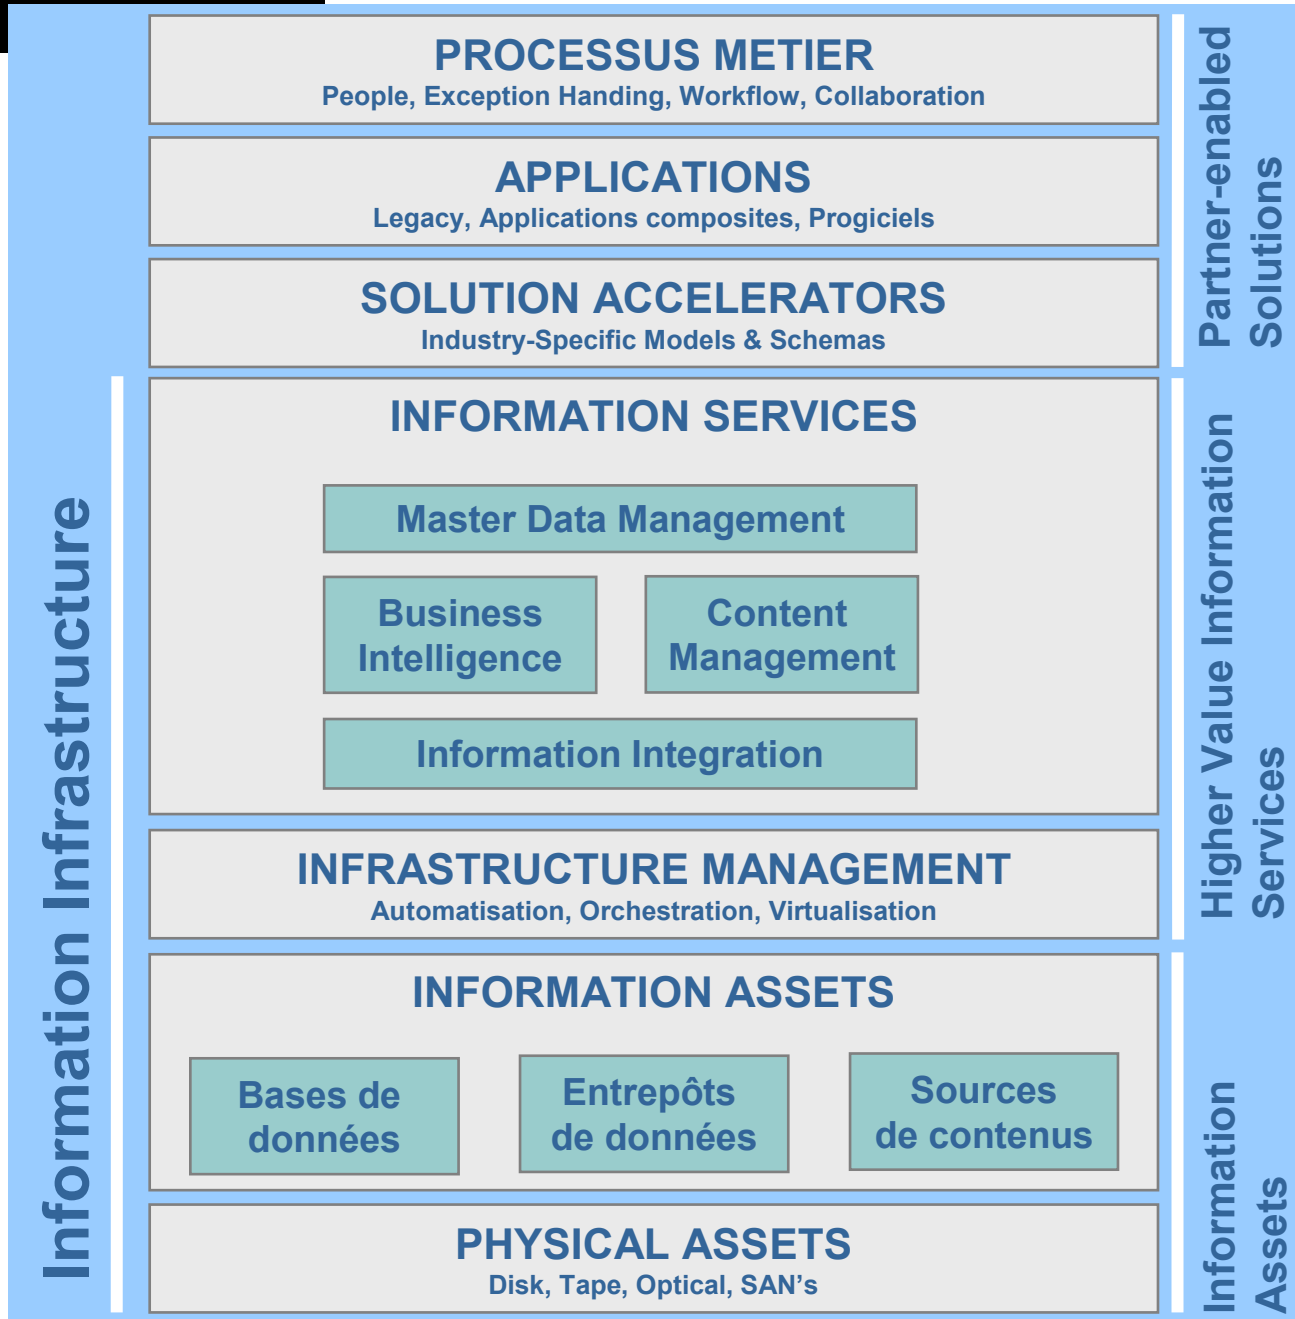 PROCESSUS METIER
People, Exception Handing, Workflow, Collaboration
APPLICATIONS
Legacy, Applications composites, Progiciels
SOLUTION ACCELERATORS
Industry-Specific Models & Schemas
Partner-enabled
Solutions
Information Infrastructure
INFORMATION SERVICES
Master Data Management
Business
Intelligence
Content
Management
Information Integration
INFRASTRUCTURE MANAGEMENT
Automatisation, Orchestration, Virtualisation
Higher Value Information
Services
INFORMATION ASSETS
Bases de
données
Entrepôts
de données
Sources
de contenus
PHYSICAL ASSETS
Disk, Tape, Optical, SAN's
Information
Assets